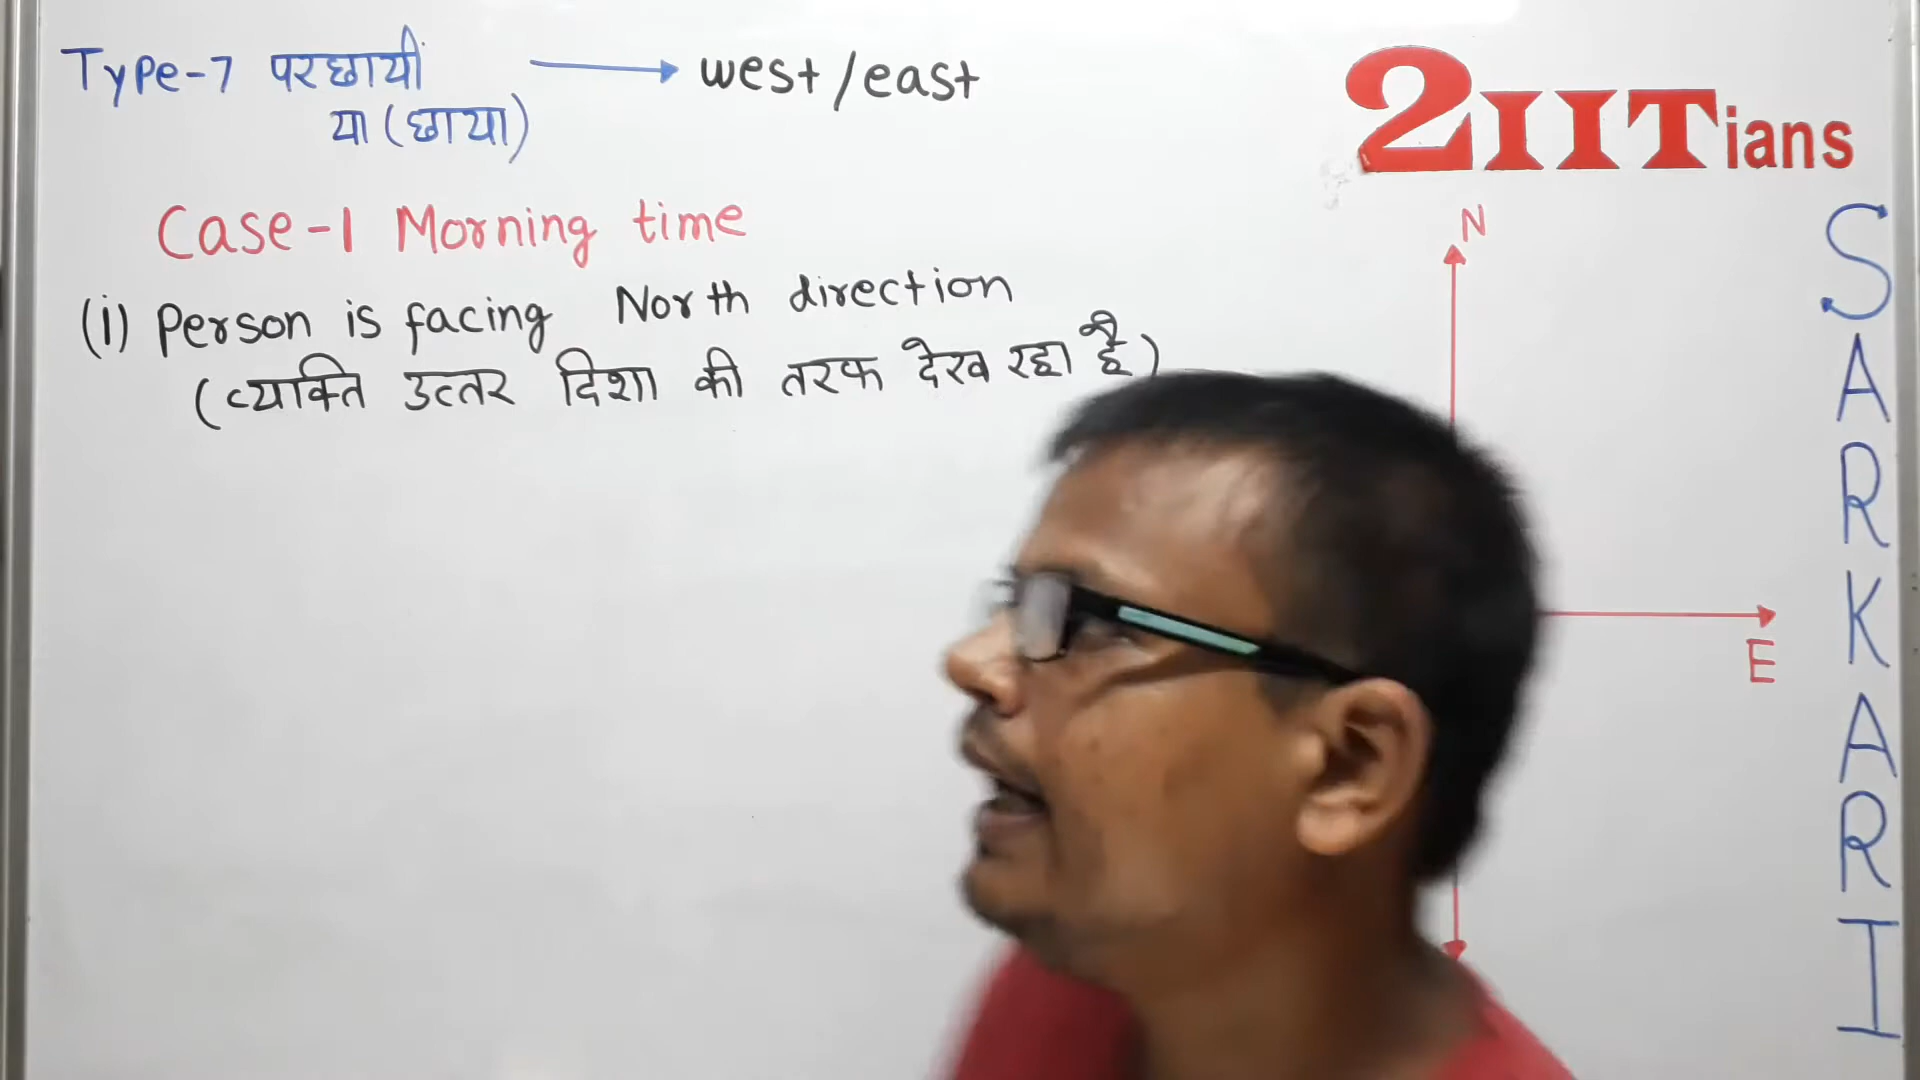 Type-7 परछायी → west/east
या (छाया)
2IITians
Case-1 Morning time
(i) Person is facing North direction
(व्यक्ति उत्तर दिशा की तरफ देख रहा है)
की
N
E
SARKARI